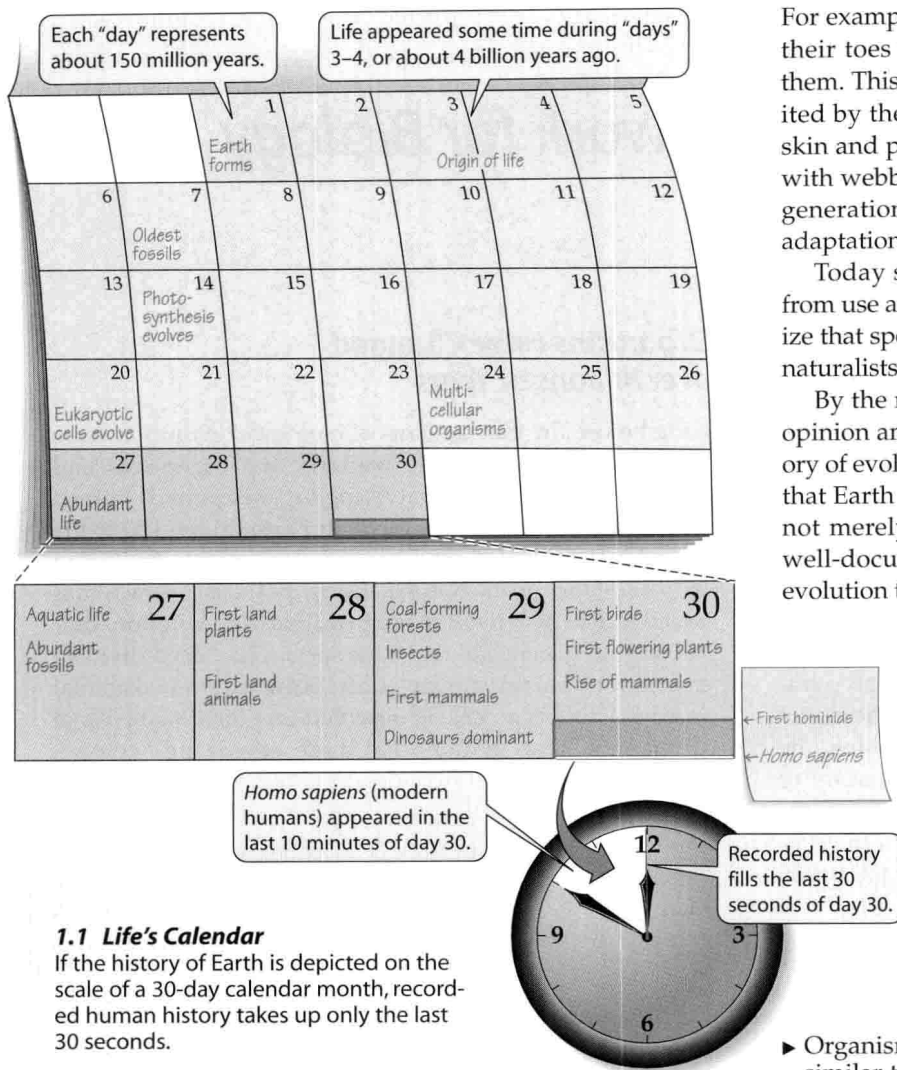 Each “day” represents
about 150 million years.
Life appeared some time during “days”
3–4, or about 4 billion years ago.
1 2 3 4 5
Earth
forms
Origin of life
6 7 8 9 10 11 12
Oldest
fossils
13 14 15 16 17 18 19
Photo-
synthesis
evolves
20 21 22 23 24 25 26
Eukaryotic
cells evolve
Multi-
cellular
organisms
27 28 29 30
Abundant
life
Aquatic life 27
Abundant
fossils
First land 28
plants
First land
animals
Coal-forming 29
forests
Insects
First mammals
Dinosaurs dominant
First birds 30
First flowering plants
Rise of mammals
First hominids
Homo sapiens
Homo sapiens (modern
humans) appeared in the
last 10 minutes of day 30.
12
3
6
9
Recorded history
fills the last 30
seconds of day 30.
1.1 Life’s Calendar
If the history of Earth is depicted on the
scale of a 30-day calendar month, record-
ed human history takes up only the last
30 seconds.
For examp
their toes
them. This
ited by the
skin and p
with webb
generation
adaptation
Today s
from use a
ize that spe
naturalists
By the
opinion an
ory of evol
that Earth
not merely
well-docu
evolution t
▶ Organism
similar t